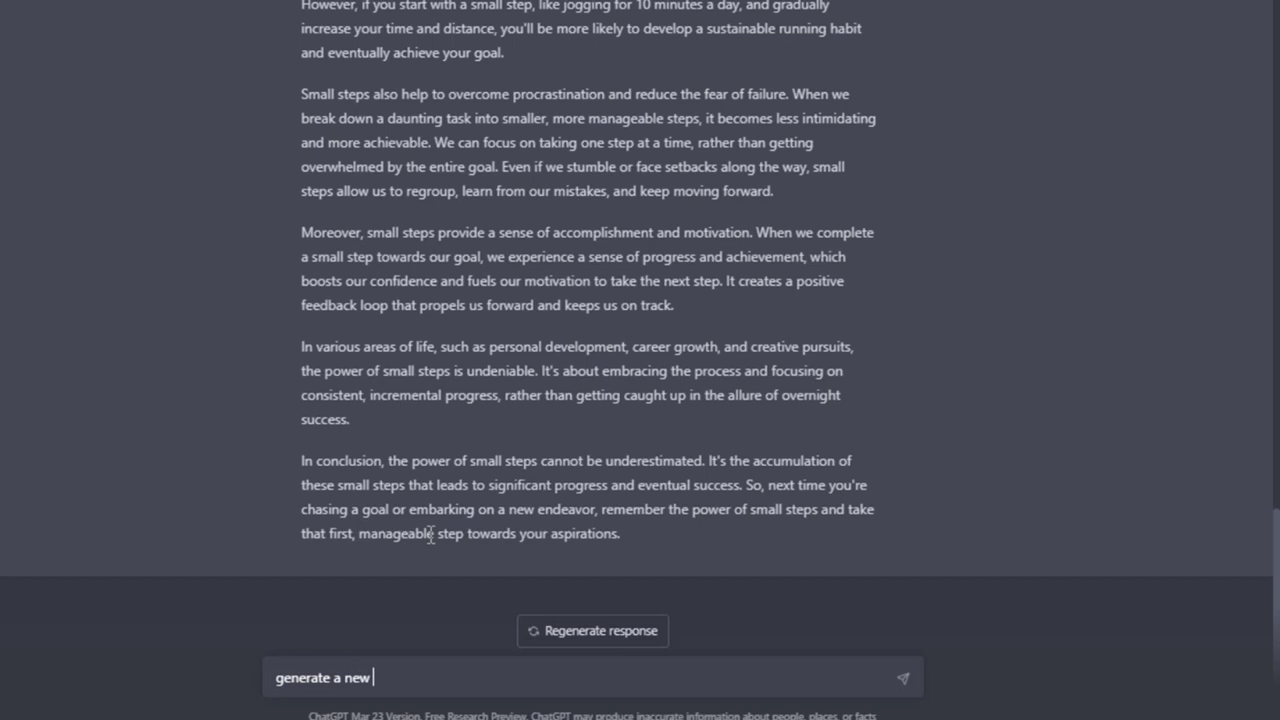 However, if you start with a small step, like jogging for 10 minutes a day, and gradually
increase your time and distance, you'll be more likely to develop a sustainable running habit
and eventually achieve your goal.
Small steps also help to overcome procrastination and reduce the fear of failure. When we
break down a daunting task into smaller, more manageable steps, it becomes less intimidating
and more achievable. We can focus on taking one step at a time, rather than getting
overwhelmed by the entire goal. Even if we stumble or face setbacks along the way, small
steps allow us to regroup, learn from our mistakes, and keep moving forward.
Moreover, small steps provide a sense of accomplishment and motivation. When we complete
a small step towards our goal, we experience a sense of progress and achievement, which
boosts our confidence and fuels our motivation to take the next step. It creates a positive
feedback loop that propels us forward and keeps us on track.
In various areas of life, such as personal development, career growth, and creative pursuits,
the power of small steps is undeniable. It's about embracing the process and focusing on
consistent, incremental progress, rather than getting caught up in the allure of overnight
success.
In conclusion, the power of small steps cannot be underestimated. It's the accumulation of
these small steps that leads to significant progress and eventual success. So, next time you're
chasing a goal or embarking on a new endeavor, remember the power of small steps and take
that first, manageable step towards your aspirations.
Regenerate response
generate a new
ChatGPT Mar 23 Version. Free Research Preview. ChatGPT may produce inaccurate information about people, places, or facts